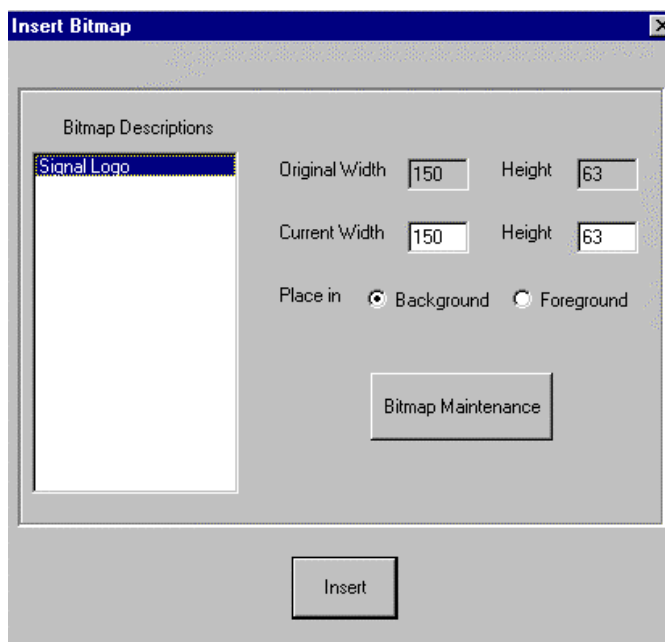 Insert Bitmap
Bitmap Descriptions
Signal Logo
Original Width 150 Height 63
Current Width 150 Height 63
Place in Background Foreground
Bitmap Maintenance
Insert